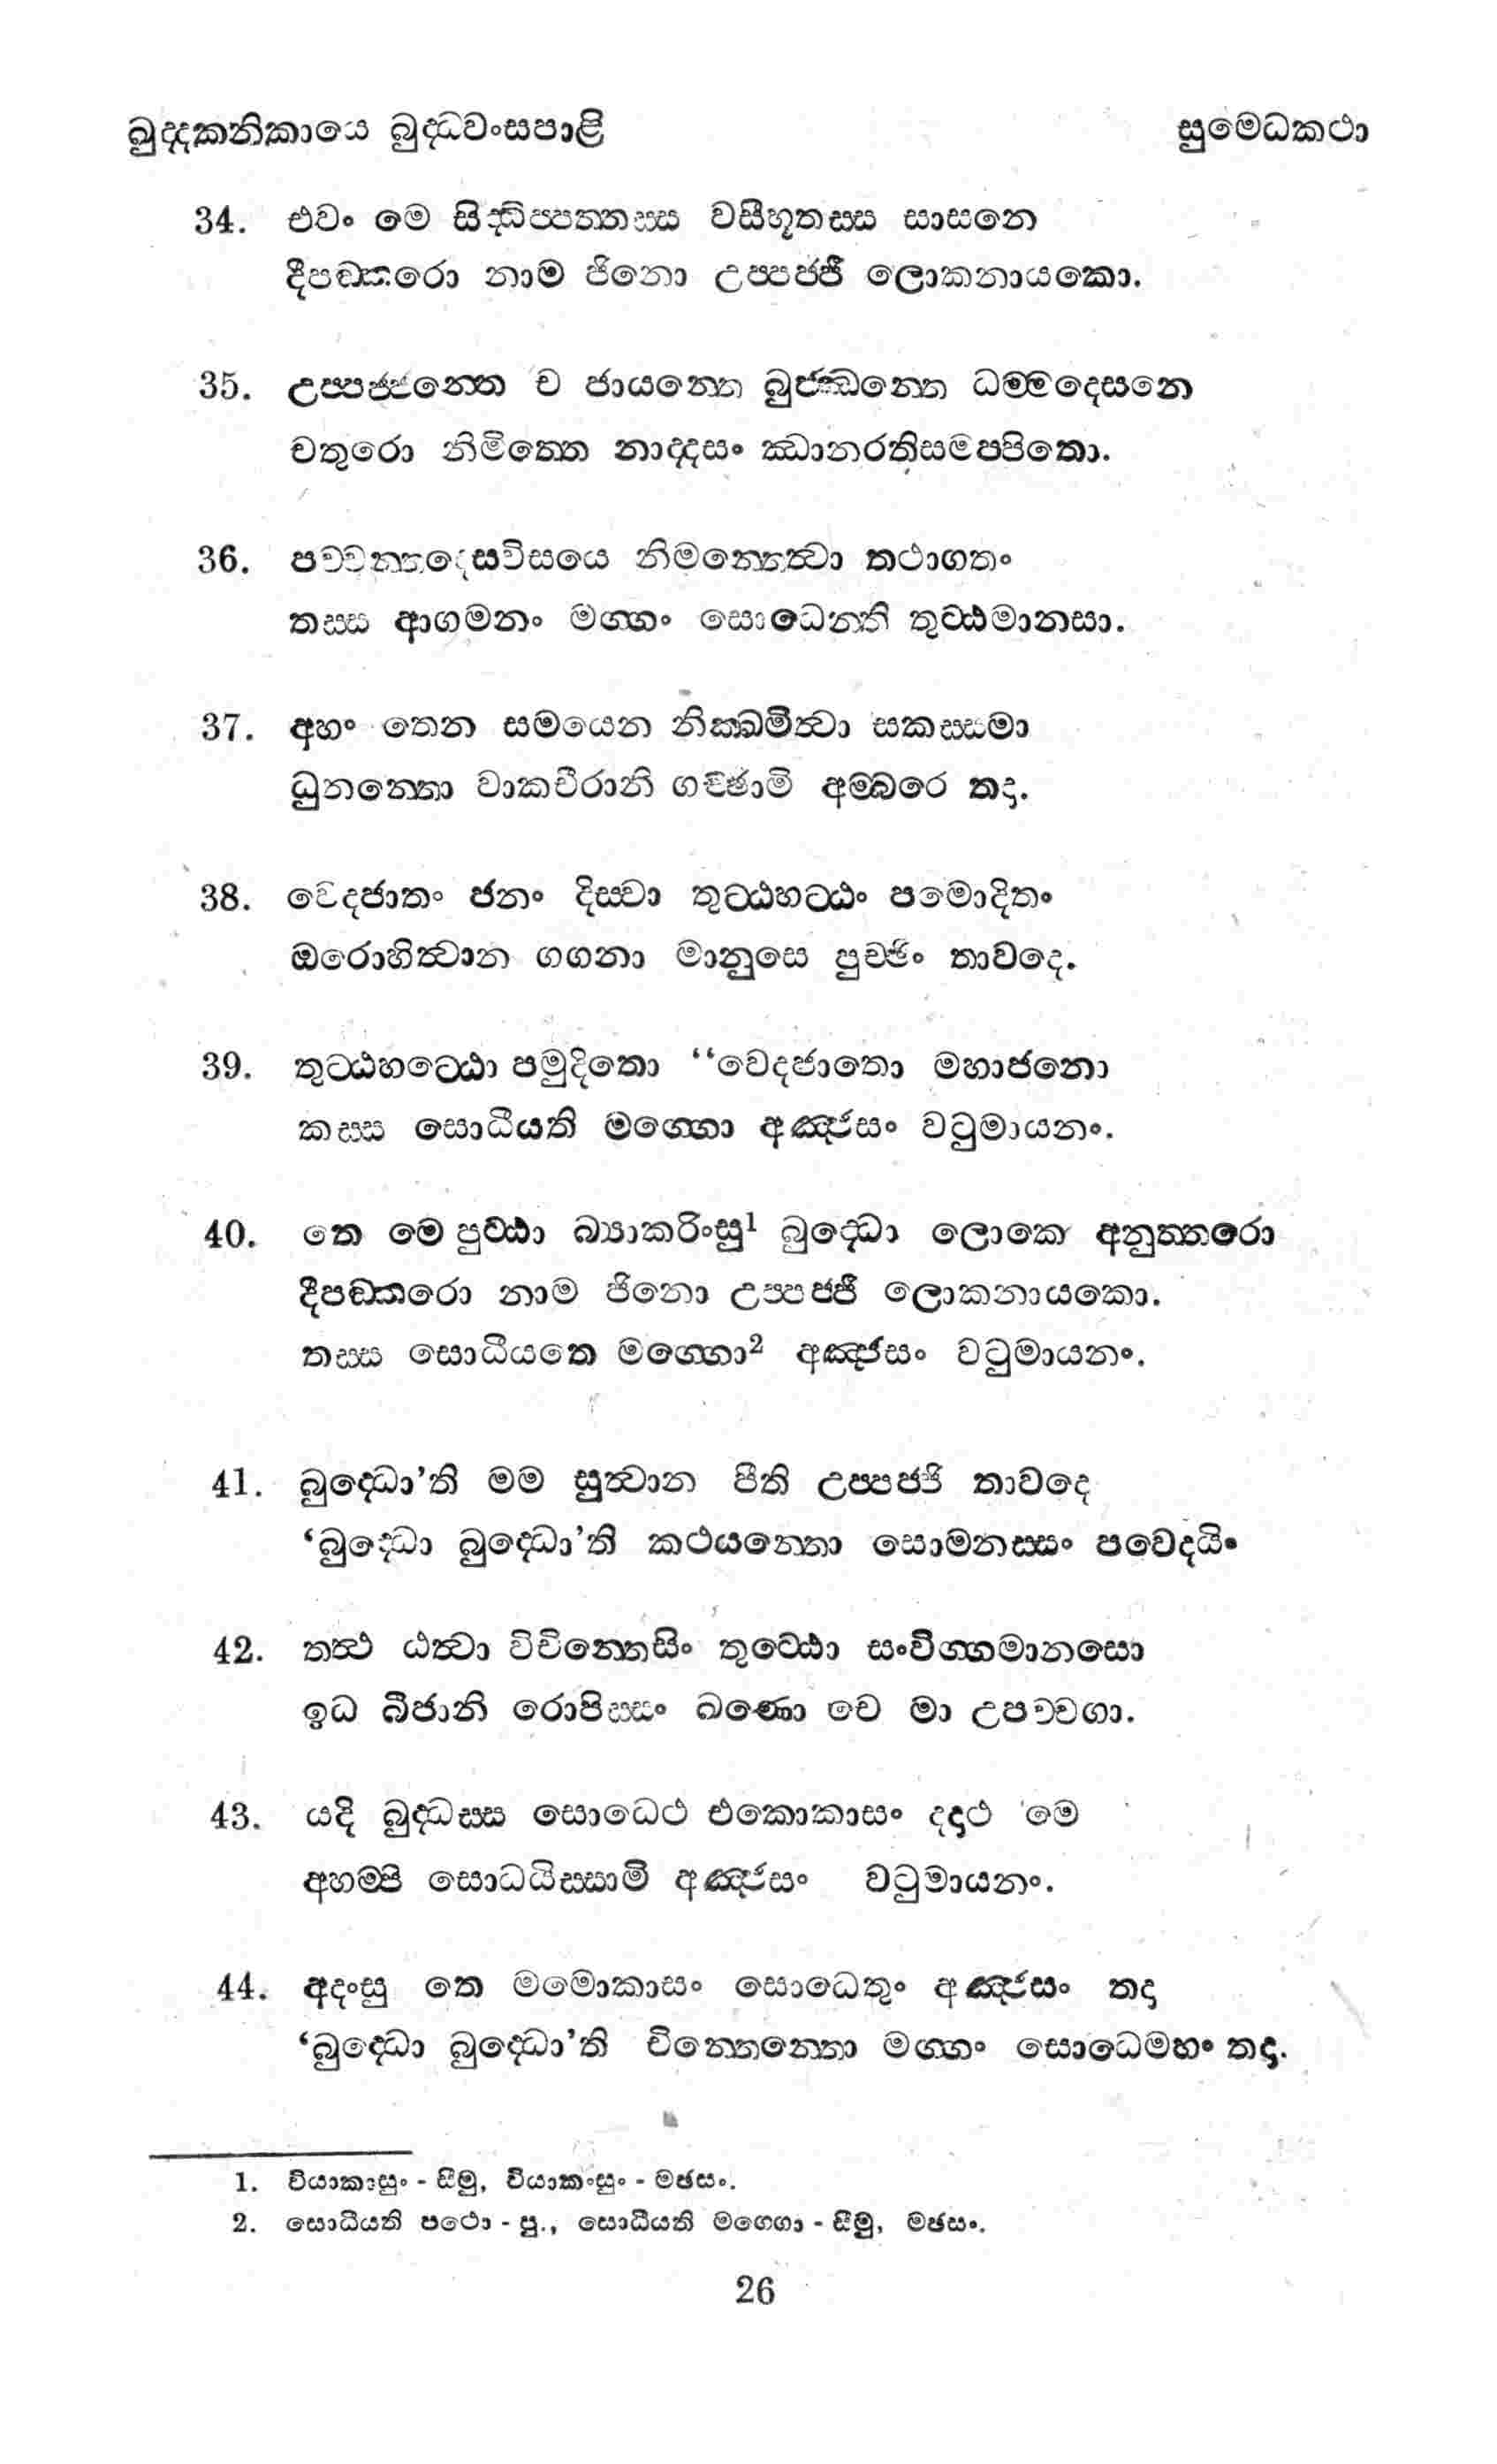 ඛුද්දකනිකායෙ බුද්ධවංසපාළි සුමෙධකථා
34. එවං මෙ සිද්ධිප්පත්තස්ස වසීභූතස්ස සාසනෙ
දීපඞ්කරො නාම ජිනො උප්පජ්ජි ලොකනායකො.
35. උප්පජ්ජන්තෙ ච ජායන්තෙ බුජ්ඣන්තෙ ධම්මදෙසනෙ
චතුරො නිමිත්තෙ නාද්දසං ඣානරතිසමප්පිතො.
36. පච්චන්තදෙසවිසයෙ නිමන්තෙත්වා තථාගතං
තස්ස ආගමනං මග්ගං සොධෙන්ති තුට්ඨමානසා.
37. අහං තෙන සමයෙන නික්ඛමිත්වා සකස්සමා
ධුනන්තො වාකචීරානි ගච්ඡාමි අම්බරෙ තදා.
38. වෙදජාතං ජනං දිස්වා තුට්ඨහට්ඨං පමොදිතං
ඔරොහිත්වාන ගගනා මානුසෙ පුච්ඡිං තාවදෙ.
39. තුට්ඨහට්ඨො පමුදිතො “වෙදජාතො මහාජනො
කස්ස සොධීයති මග්ගො අඤ්ජසං වටුමායනං.
40. තෙ මෙ පුට්ඨා බ්‍යාකරිංසු1 බුද්ධො ලොකෙ අනුත්තරො
දීපඞ්කරො නාම ජිනො උප්පජ්ජි ලොකනායකො.
තස්ස සොධීයතෙ මග්ගො2 අඤ්ජසං වටුමායනං.
41. බුද්ධො’ති මම සුත්වාන පීති උප්පජ්ජි තාවදෙ
‘බුද්ධො බුද්ධො’ති කථයන්තො සොමනස්සං පවෙදයිං
42. තත්ථ ඨත්වා විචින්තෙසිං තුට්ඨො සංවිග්ගමානසො
ඉධ බීජානි රොපිස්සං ඛණො චෙ මා උපච්චගා.
43. යදි බුද්ධස්ස සොධෙථ එකොකාසං දදාථ මෙ
අහම්පි සොධයිස්සාමි අඤ්ජසං වටුමායනං.
44. අදංසු තෙ මමොකාසං සොධෙතුං අඤ්ජසං තදා
‘බුද්ධො බුද්ධො’ති චින්තෙන්තො මග්ගං සොධෙමහං තදා.
1. වියාකාසුං - සීමු, වියාකංසුං - මඡසං.
2. සොධීයති පථො - පු., සොධීයති මග්ගො - සීමු, මඡසං.
26